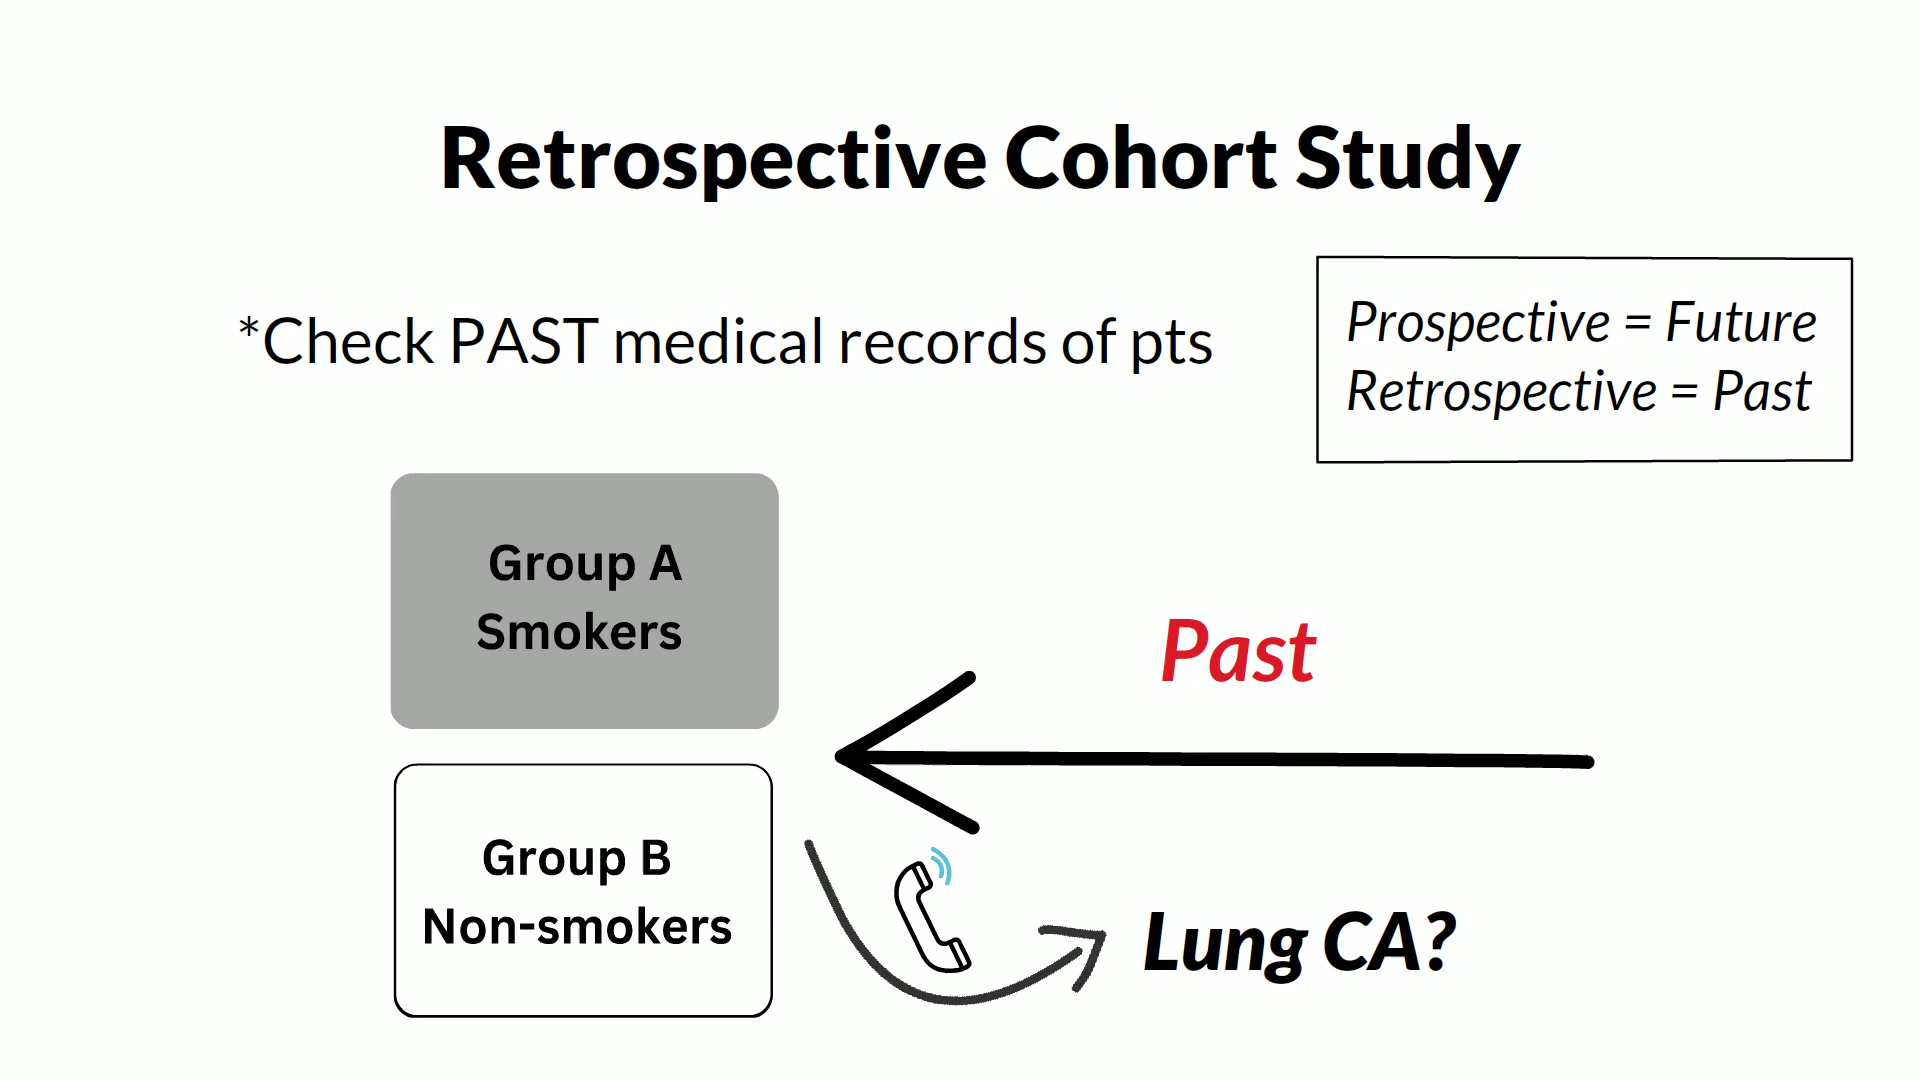 Retrospective Cohort Study
*Check PAST medical records of pts
Prospective = Future
Retrospective = Past
Group A
Smokers
Past
Group B
Non-smokers
Lung CA?